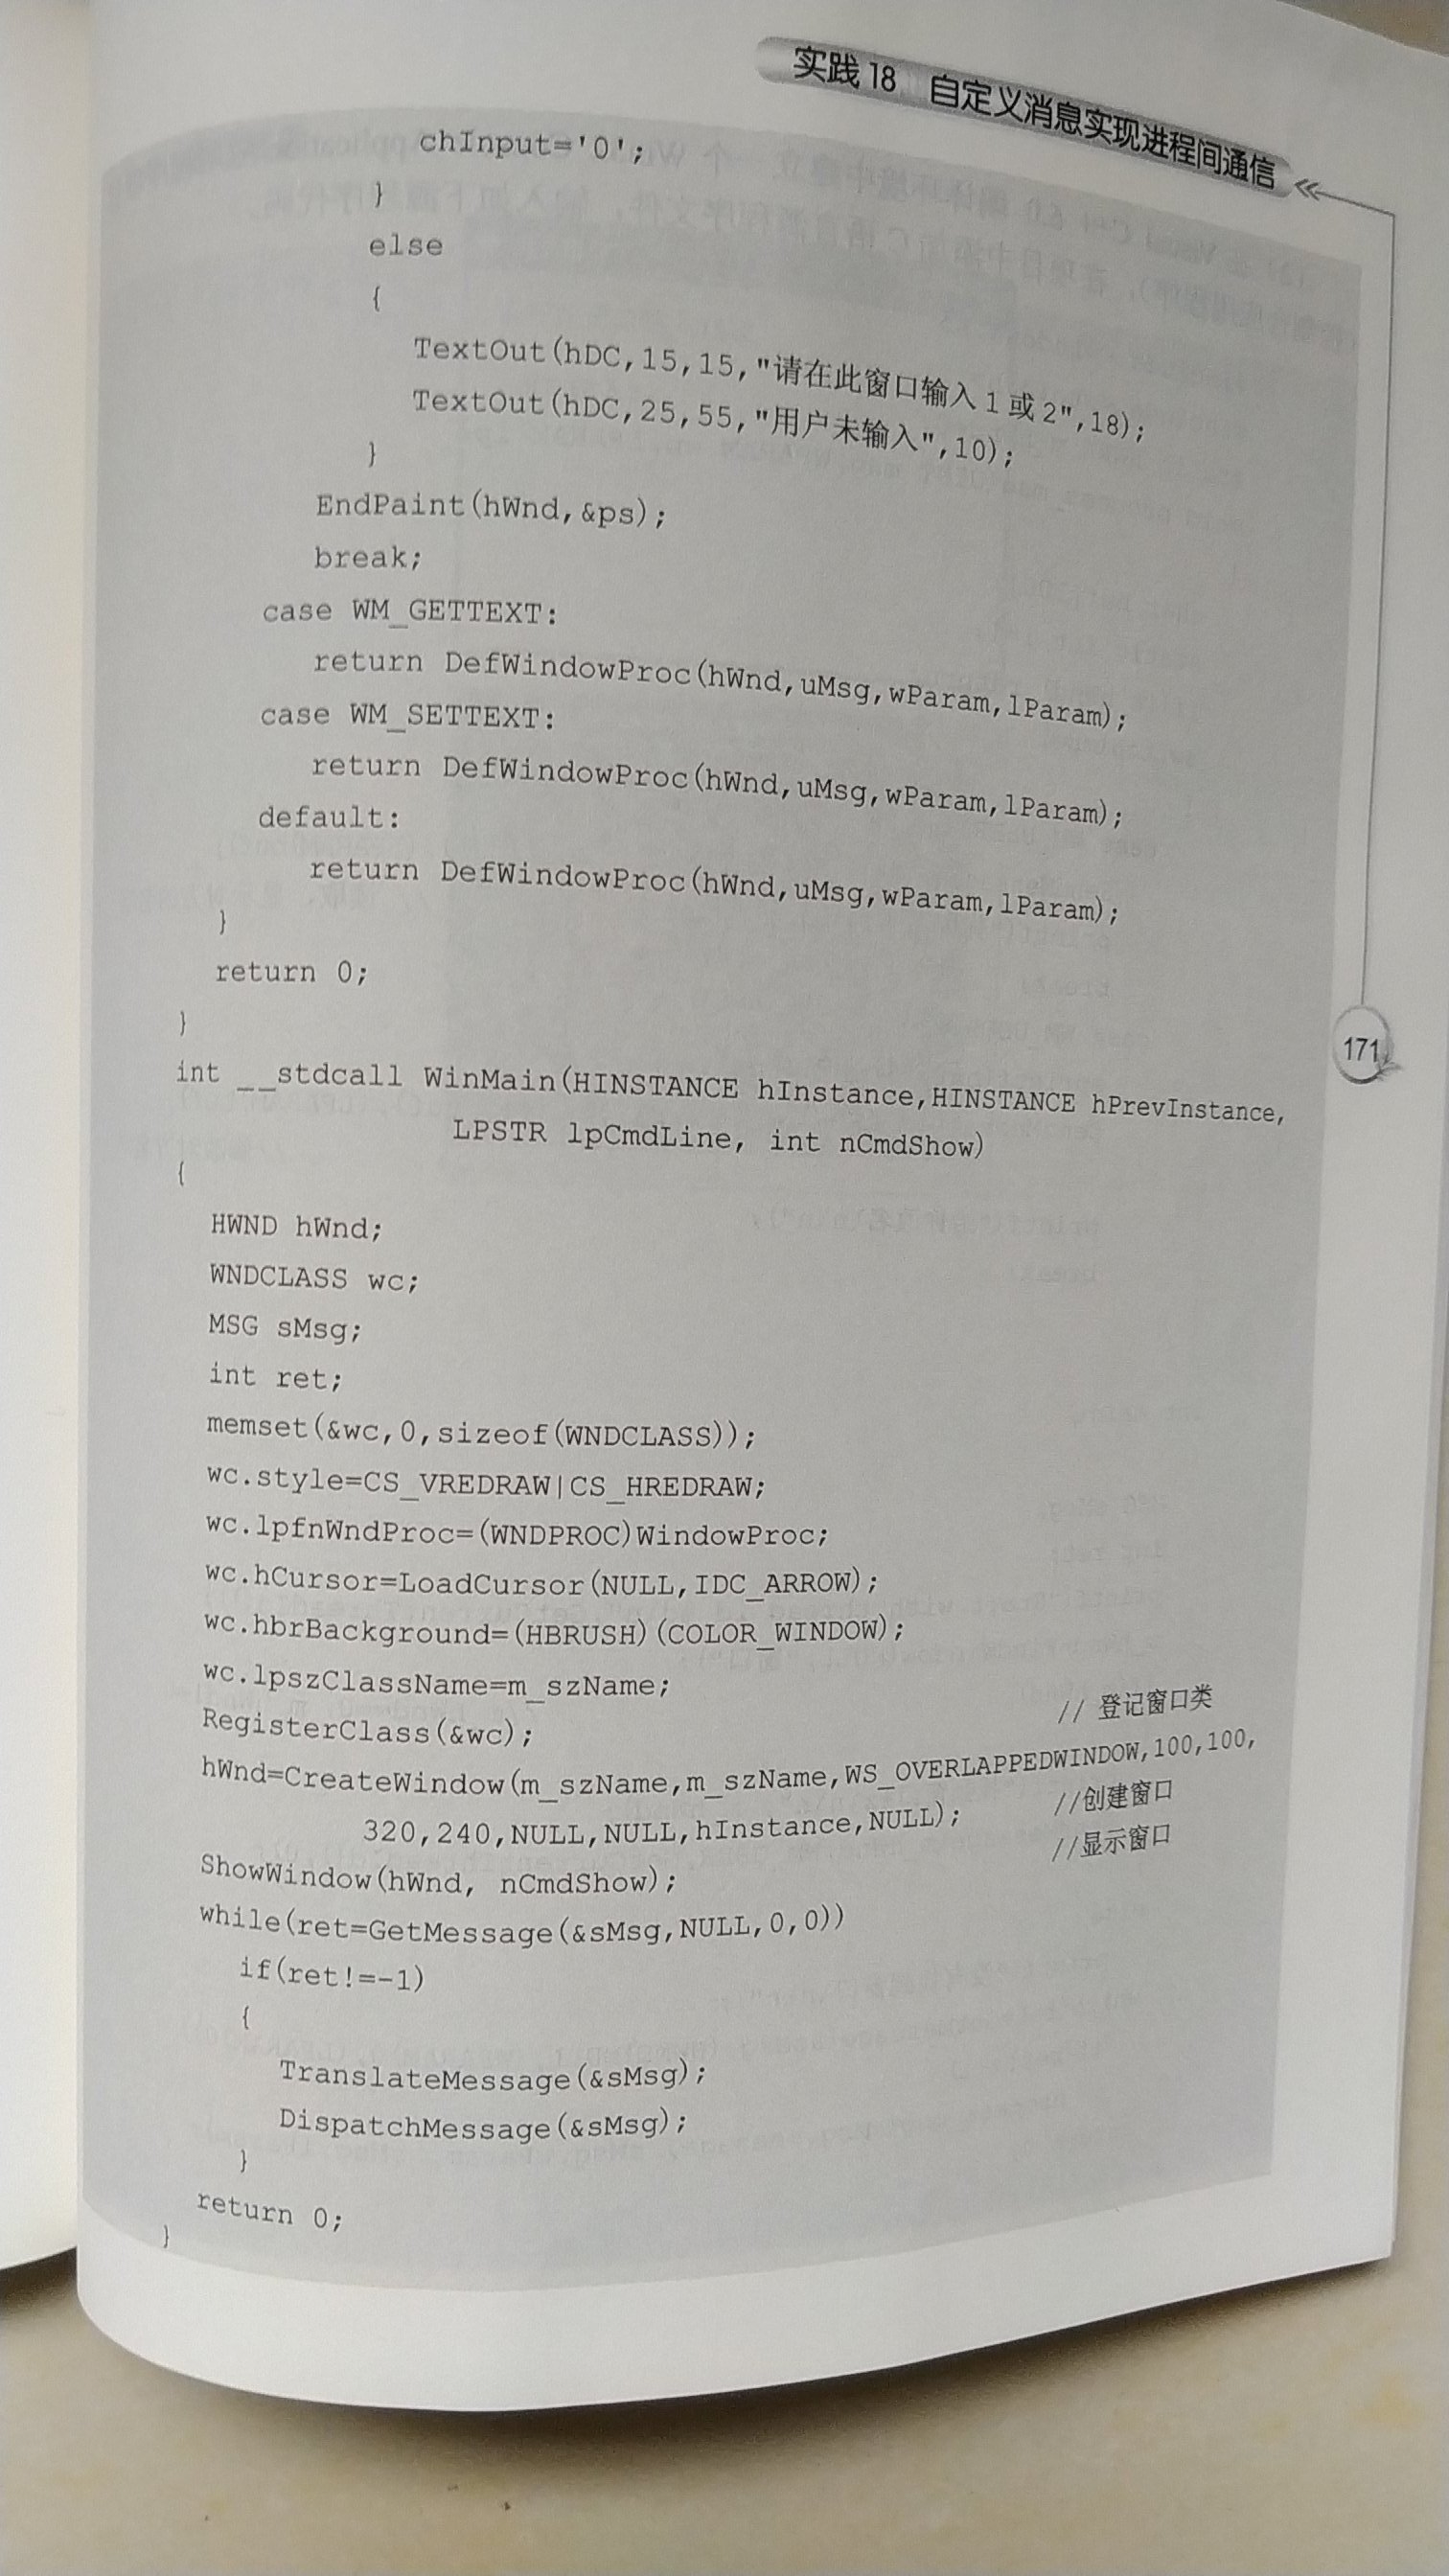 实践18 自定义消息实现进程间通信
chInput='0';
}
else
{
TextOut(hDC,15,15,"请在此窗口输入1或2",18);
TextOut(hDC,25,55,"用户未输入",10);
}
EndPaint(hWnd,&ps);
break;
case WM_GETTEXT:
return DefWindowProc(hWnd,uMsg,wParam,lParam);
case WM_SETTEXT:
return DefWindowProc(hWnd,uMsg,wParam,lParam);
default:
return DefWindowProc(hWnd,uMsg,wParam,lParam);
}
return 0;
}
171
int __stdcall WinMain(HINSTANCE hInstance,HINSTANCE hPrevInstance,
LPSTR lpCmdLine, int nCmdShow)
{
HWND hWnd;
WNDCLASS wc;
MSG sMsg;
int ret;
memset(&wc,0,sizeof(WNDCLASS));
wc.style=CS_VREDRAW|CS_HREDRAW;
wc.lpfnWndProc=(WNDPROC)WindowProc;
wc.hCursor=LoadCursor(NULL,IDC_ARROW);
wc.hbrBackground=(HBRUSH)(COLOR_WINDOW);
wc.lpszClassName=m_szName;
RegisterClass(&wc); // 登记窗口类
hWnd=CreateWindow(m_szName,m_szName,WS_OVERLAPPEDWINDOW,100,100,
320,240,NULL,NULL,hInstance,NULL); //创建窗口
ShowWindow(hWnd, nCmdShow); //显示窗口
while(ret=GetMessage(&sMsg,NULL,0,0))
if(ret!=-1)
{
TranslateMessage(&sMsg);
DispatchMessage(&sMsg);
}
return 0;
}